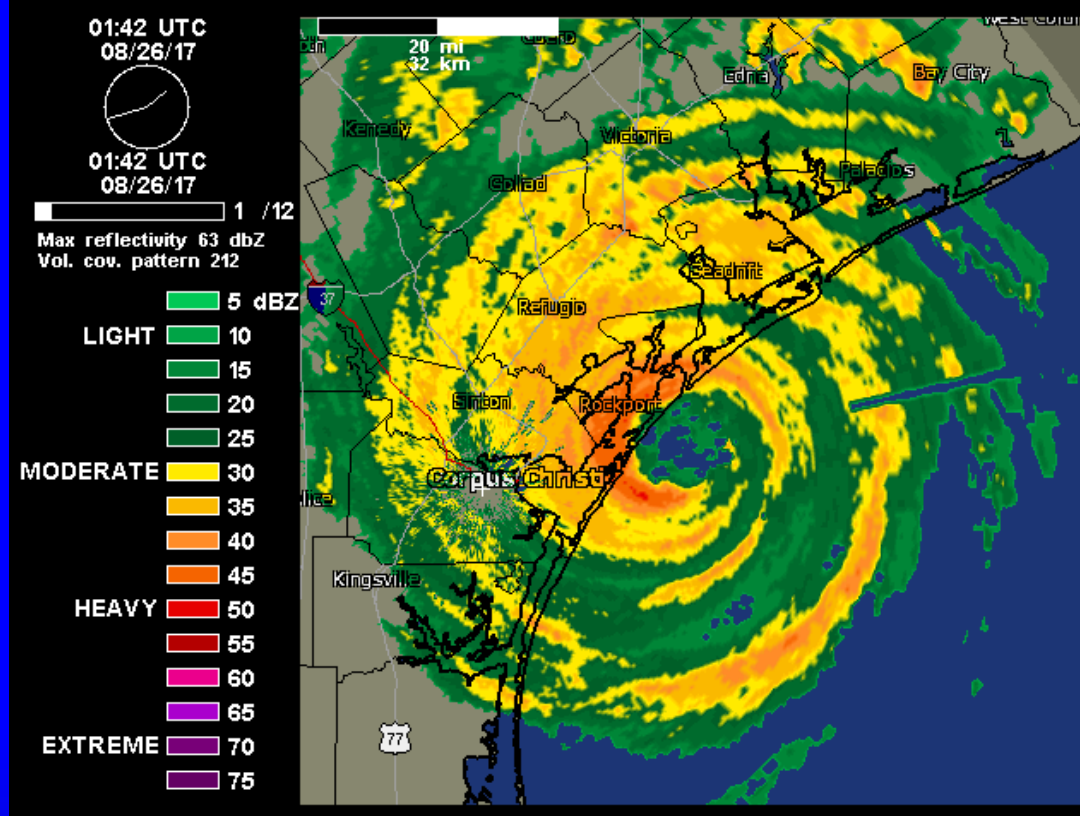 01:42 UTC
08/26/17
01:42 UTC
08/26/17
1 /12
Max reflectivity 63 dbZ
Vol. cov. pattern 212
5 dBZ
LIGHT 10
15
20
25
MODERATE 30
35
40
45
HEAVY 50
55
60
65
EXTREME 70
75
20 mi
32 km
Cuero
Edna
Bay City
Kenedy
Victoria
Goliad
Palacios
Seadrift
37
Refugio
Sinton
Rockport
Corpus Christi
Kingsville
77